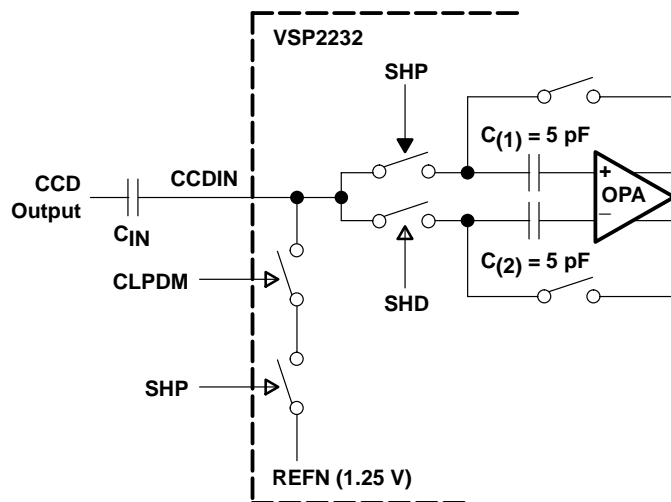 VSP2232
SHP
C(1) = 5 pF
CCD
Output
CCDIN
CIN
+
OPA
–
C(2) = 5 pF
CLPDM
SHD
SHP
REFN (1.25 V)